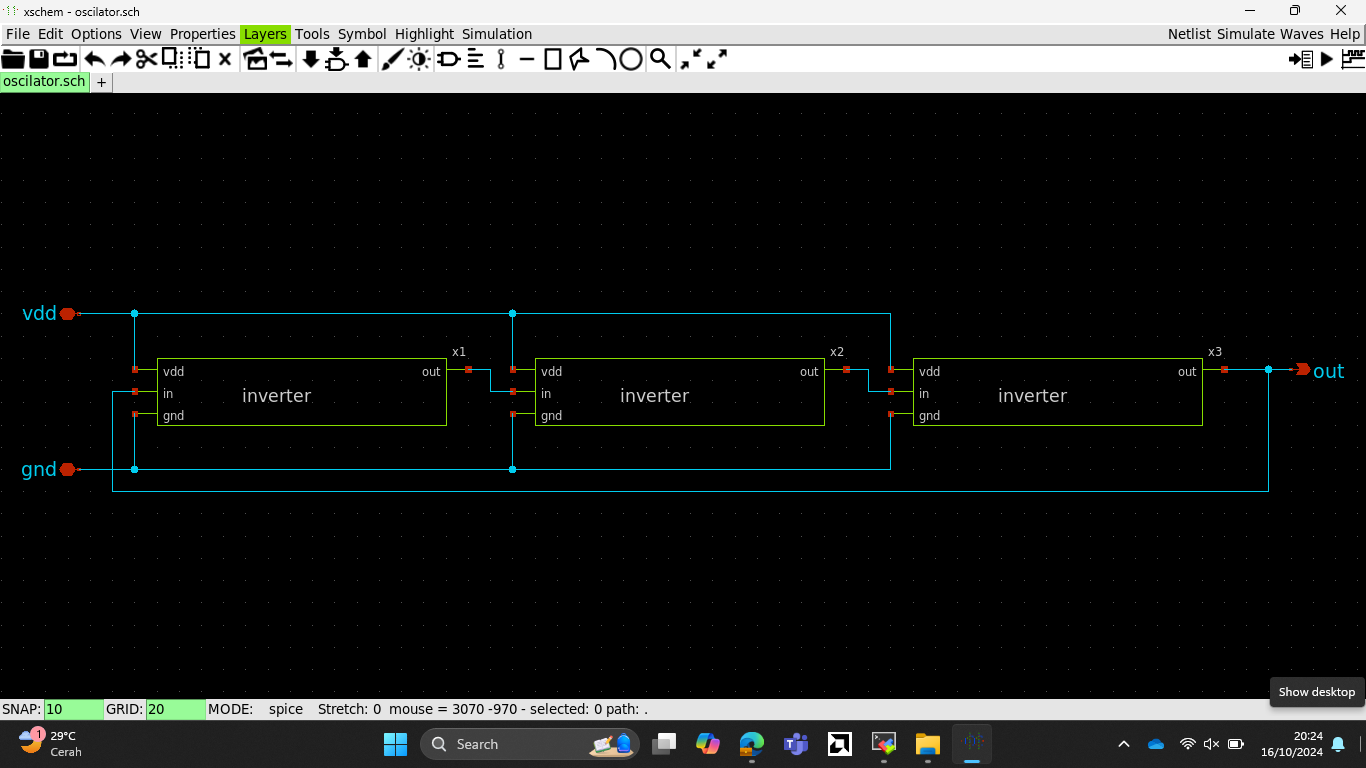 xschem - oscilator.sch
File Edit Options View Properties Layers Tools Symbol Highlight Simulation Netlist Simulate Waves Help
oscilator.sch +
vdd
x1 x2 x3
vdd out vdd out vdd out out
in inverter in inverter in inverter
gnd gnd gnd
gnd
Show desktop
SNAP: 10 GRID: 20 MODE: spice Stretch: 0 mouse = 3070 -970 - selected: 0 path: .
1 29°C Search 20:24
Cerah 16/10/2024